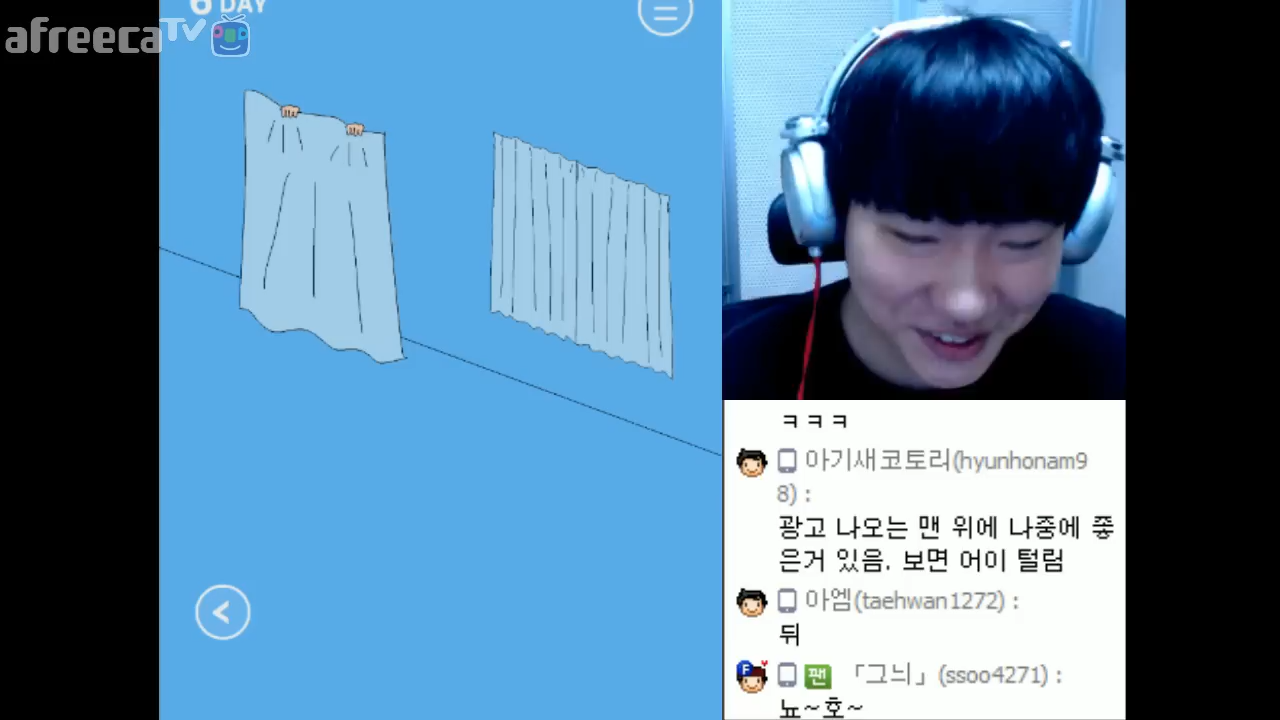 6 DAY
afreecaTV
ㅋㅋㅋ
아기새코토리(hyunhonam9
8) :
광고 나오는 맨 위에 나중에 좋
은거 있음. 보면 어이 털림
아엠(taehwan1272) :
뒤
F
팬 「그늬」(ssoo4271) :
뇨~호~